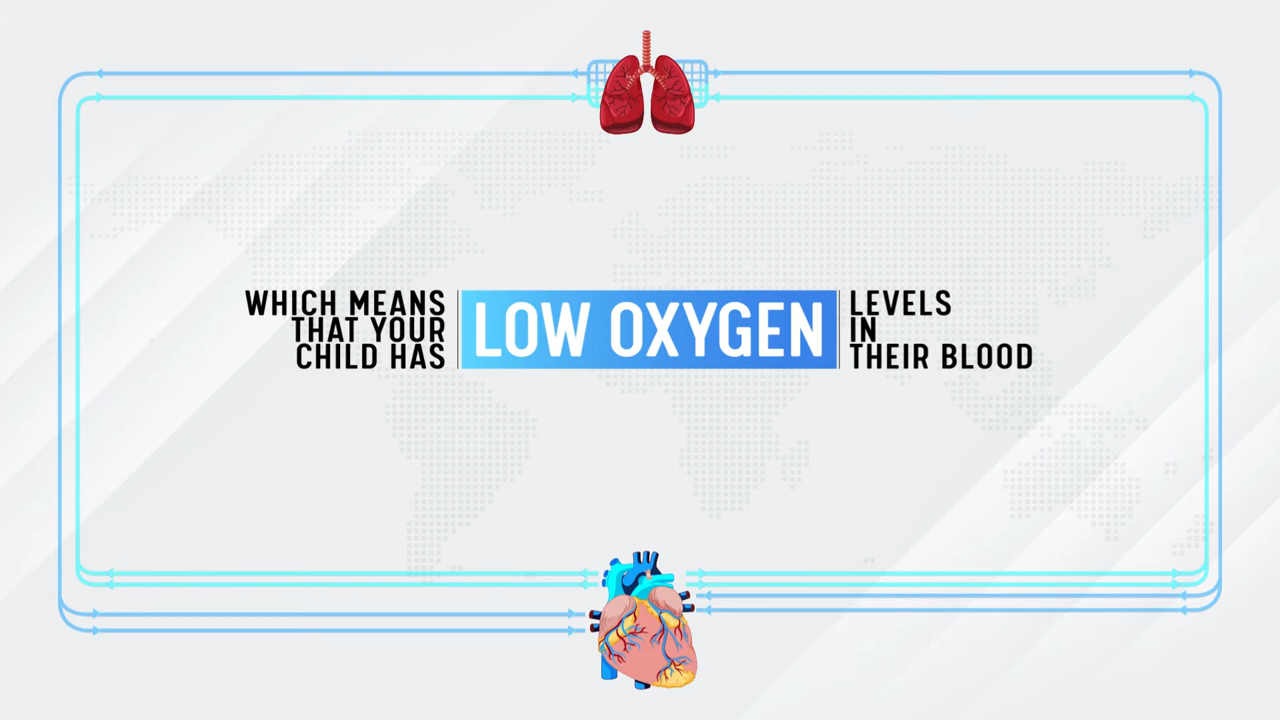 WHICH MEANS
THAT YOUR
CHILD HAS
LOW OXYGEN
LEVELS
IN
THEIR BLOOD